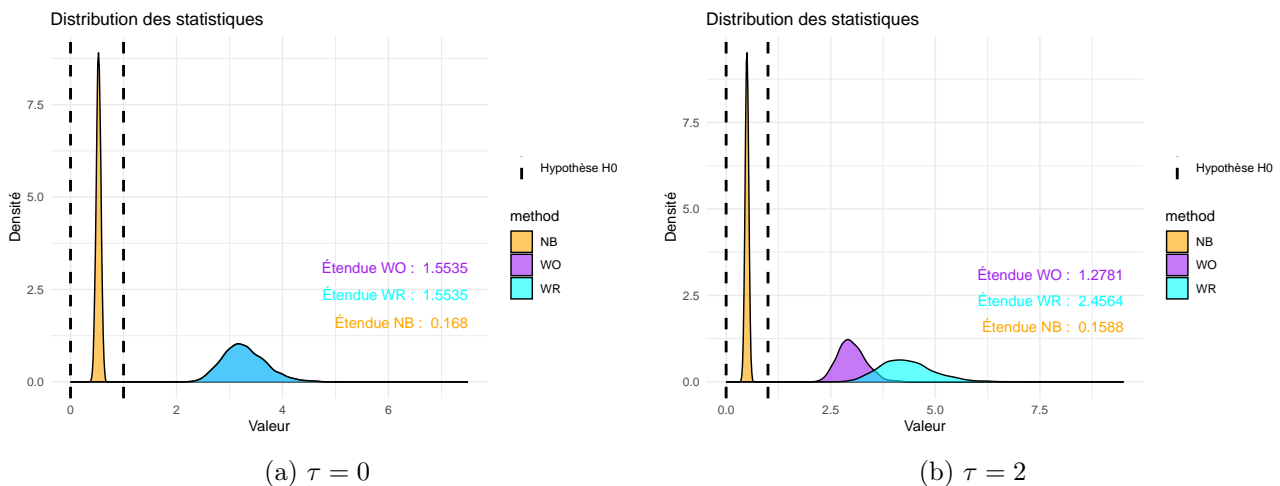 Distribution des statistiques
Densité
7.5
5.0
2.5
0.0
Étendue WO : 1.5535
Étendue WR : 1.5535
Étendue NB : 0.168
0
2
4
6
Valeur
Hypothèse H0
method
NB
WO
WR
(a) τ = 0
Distribution des statistiques
Densité
7.5
5.0
2.5
0.0
Étendue WO : 1.2781
Étendue WR : 2.4564
Étendue NB : 0.1588
0.0
2.5
5.0
7.5
Valeur
Hypothèse H0
method
NB
WO
WR
(b) τ = 2